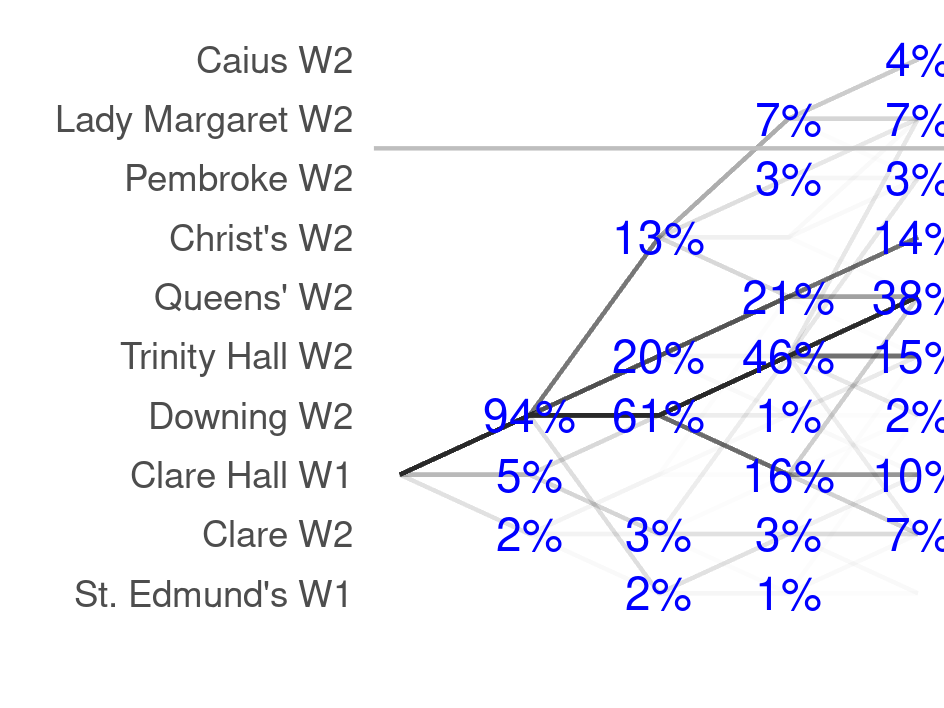 Caius W2 4%
Lady Margaret W2 7% 7%
Pembroke W2 3% 3%
Christ's W2 13% 14%
Queens' W2 21% 38%
Trinity Hall W2 20% 46% 15%
Downing W2 94% 61% 1% 2%
Clare Hall W1 5% 16% 10%
Clare W2 2% 3% 3% 7%
St. Edmund's W1 2% 1%